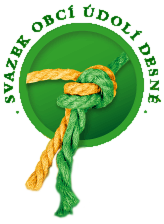 · SVAZEK OBCÍ ÚDOLÍ DESNÉ ·